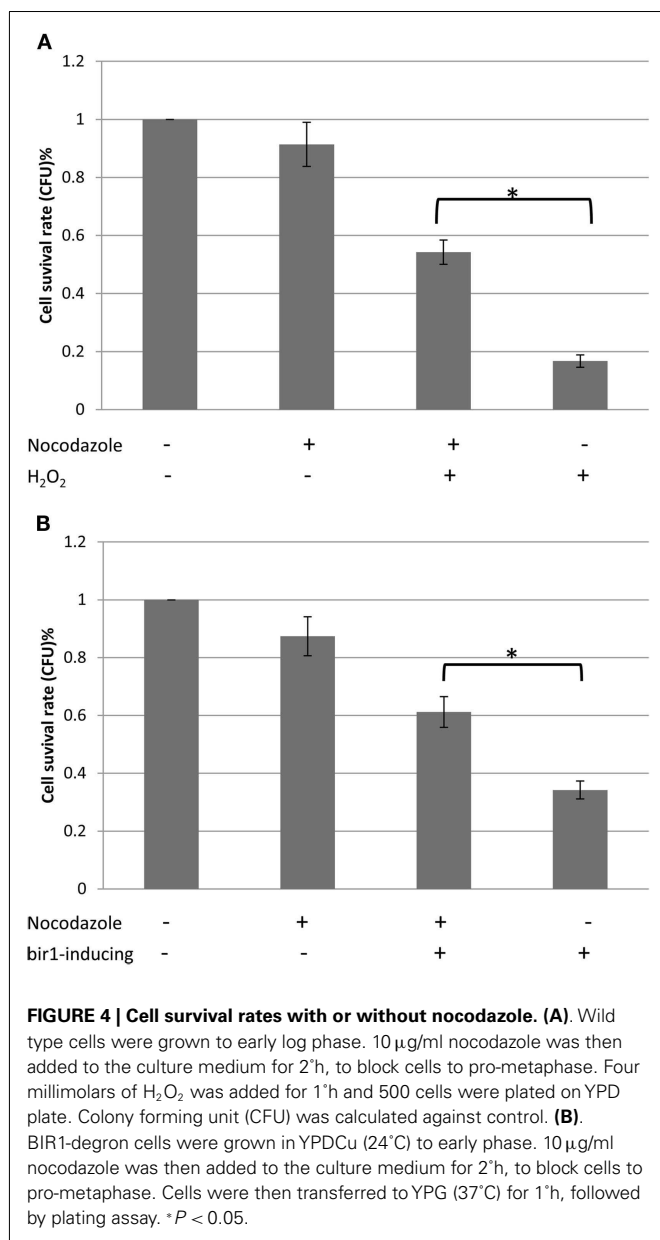 A
1.2
1
0.8
0.6
0.4
0.2
0
Cell suvival rate (CFU)%
*
Nocodazole - + + -
H₂O₂ - - + +
B
1.2
1
0.8
0.6
0.4
0.2
0
Cell suvival rate (CFU)%
*
Nocodazole - + + -
bir1-inducing - - + +
FIGURE 4 | Cell survival rates with or without nocodazole. (A). Wild
type cells were grown to early log phase. 10 μg/ml nocodazole was then
added to the culture medium for 2˚h, to block cells to pro-metaphase. Four
millimolars of H₂O₂ was added for 1˚h and 500 cells were plated on YPD
plate. Colony forming unit (CFU) was calculated against control. (B).
BIR1-degron cells were grown in YPDCu (24˚C) to early phase. 10 μg/ml
nocodazole was then added to the culture medium for 2˚h, to block cells to
pro-metaphase. Cells were then transferred to YPG (37˚C) for 1˚h, followed
by plating assay. *P < 0.05.